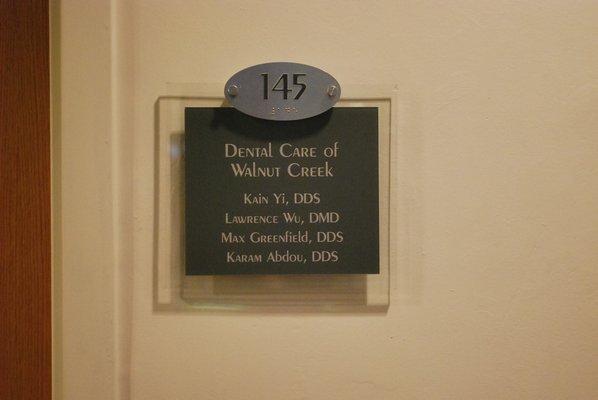 145
Dental Care of
Walnut Creek
Kain Yi, DDS
Lawrence Wu, DMD
Max Greenfield, DDS
Karam Abdou, DDS